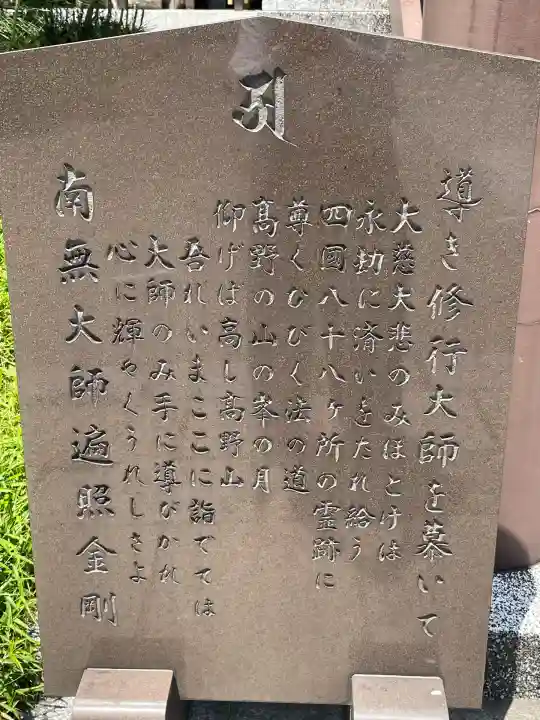 𑖀
導き修行大師を慕いて
大慈大悲のみほとけは
永劫に済いをたれ給う
四國八十八ヶ所の霊跡に
尊くひびく法の道
髙野の山の峯の月
仰げば高し髙野山
吾れいまここに詣でては
大師のみ手に導びかれ
心に輝やくうれしさよ
南無大師遍照金剛